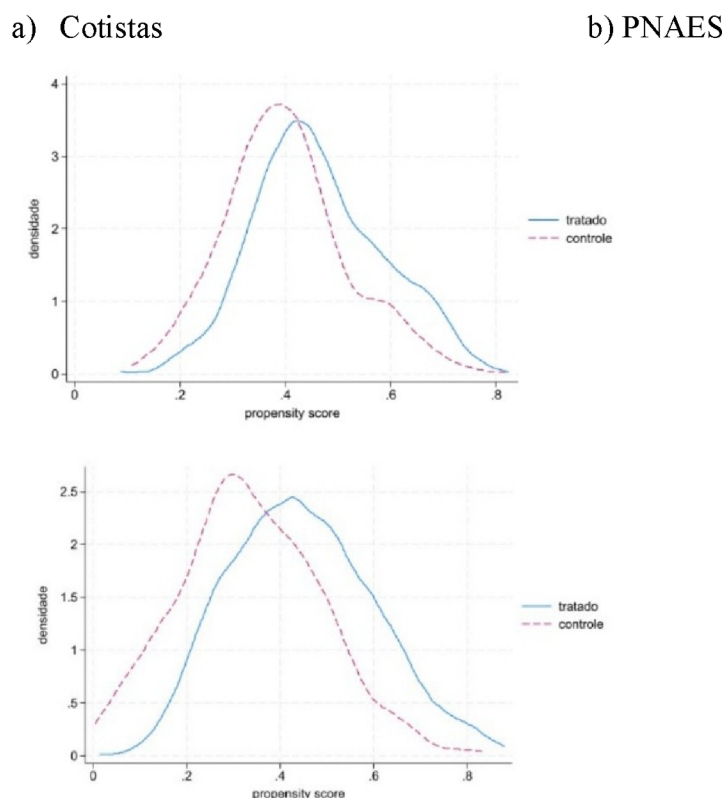 a) Cotistas b) PNAES
4
3
2
1
0
densidade
0 .2 .4 .6 .8
propensity score
tratado
controle
2.5
2
1.5
1
.5
0
densidade
0 .2 .4 .6 .8
propensity score
tratado
controle